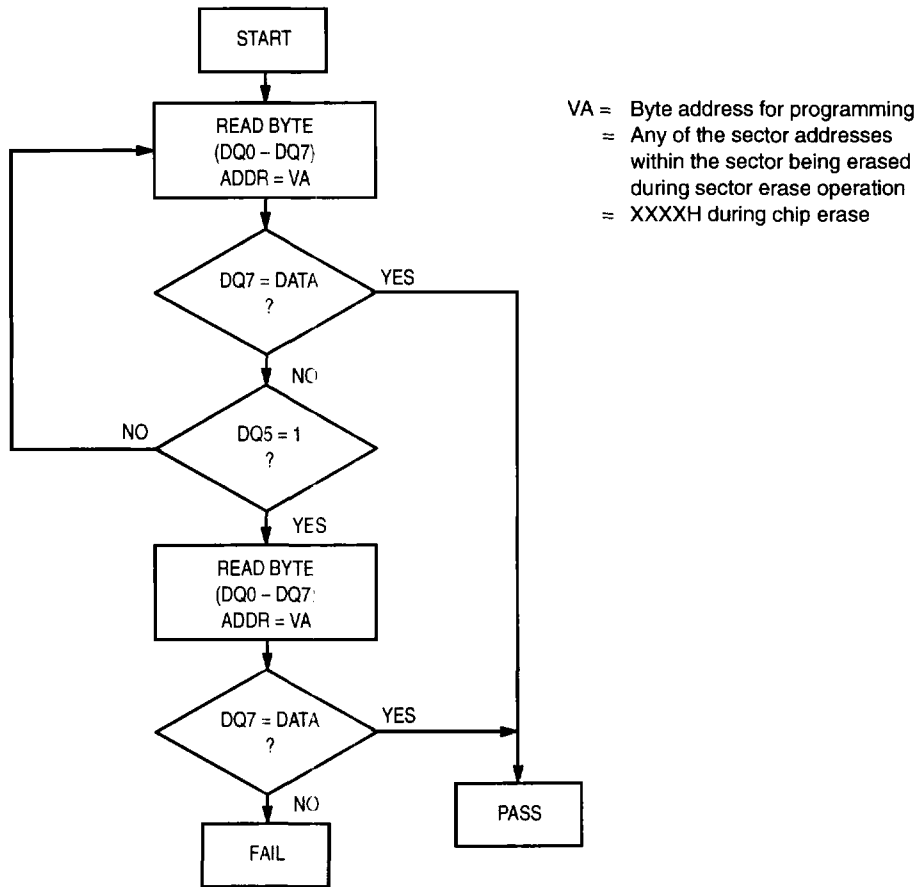 START
READ BYTE
(DQ0 – DQ7)
ADDR = VA
VA = Byte address for programming
= Any of the sector addresses
within the sector being erased
during sector erase operation
= XXXXH during chip erase
DQ7 = DATA
?
YES
NO
DQ5 = 1
?
NO
YES
READ BYTE
(DQ0 – DQ7)
ADDR = VA
DQ7 = DATA
?
YES
NO
FAIL
PASS